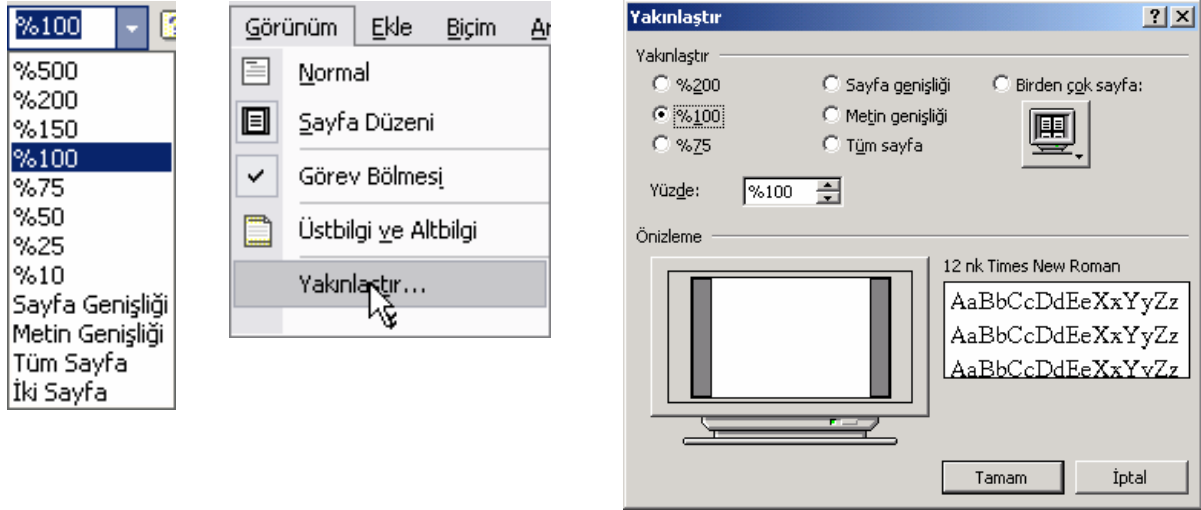 %100
%500
%200
%150
%100
%75
%50
%25
%10
Sayfa Genişliği
Metin Genişliği
Tüm Sayfa
İki Sayfa
Görünüm Ekle Biçim Ar
Normal
Sayfa Düzeni
Görev Bölmesi
Üstbilgi ve Altbilgi
Yakınlaştır...
Yakınlaştır
Yakınlaştır
%200 Sayfa genişliği Birden çok sayfa:
%100 Metin genişliği
%75 Tüm sayfa
Yüzde: %100
Önizleme
12 nk Times New Roman
AaBbCcDdEeXxYyZz
AaBbCcDdEeXxYyZz
AaBbCcDdEeXxYyZz
Tamam İptal